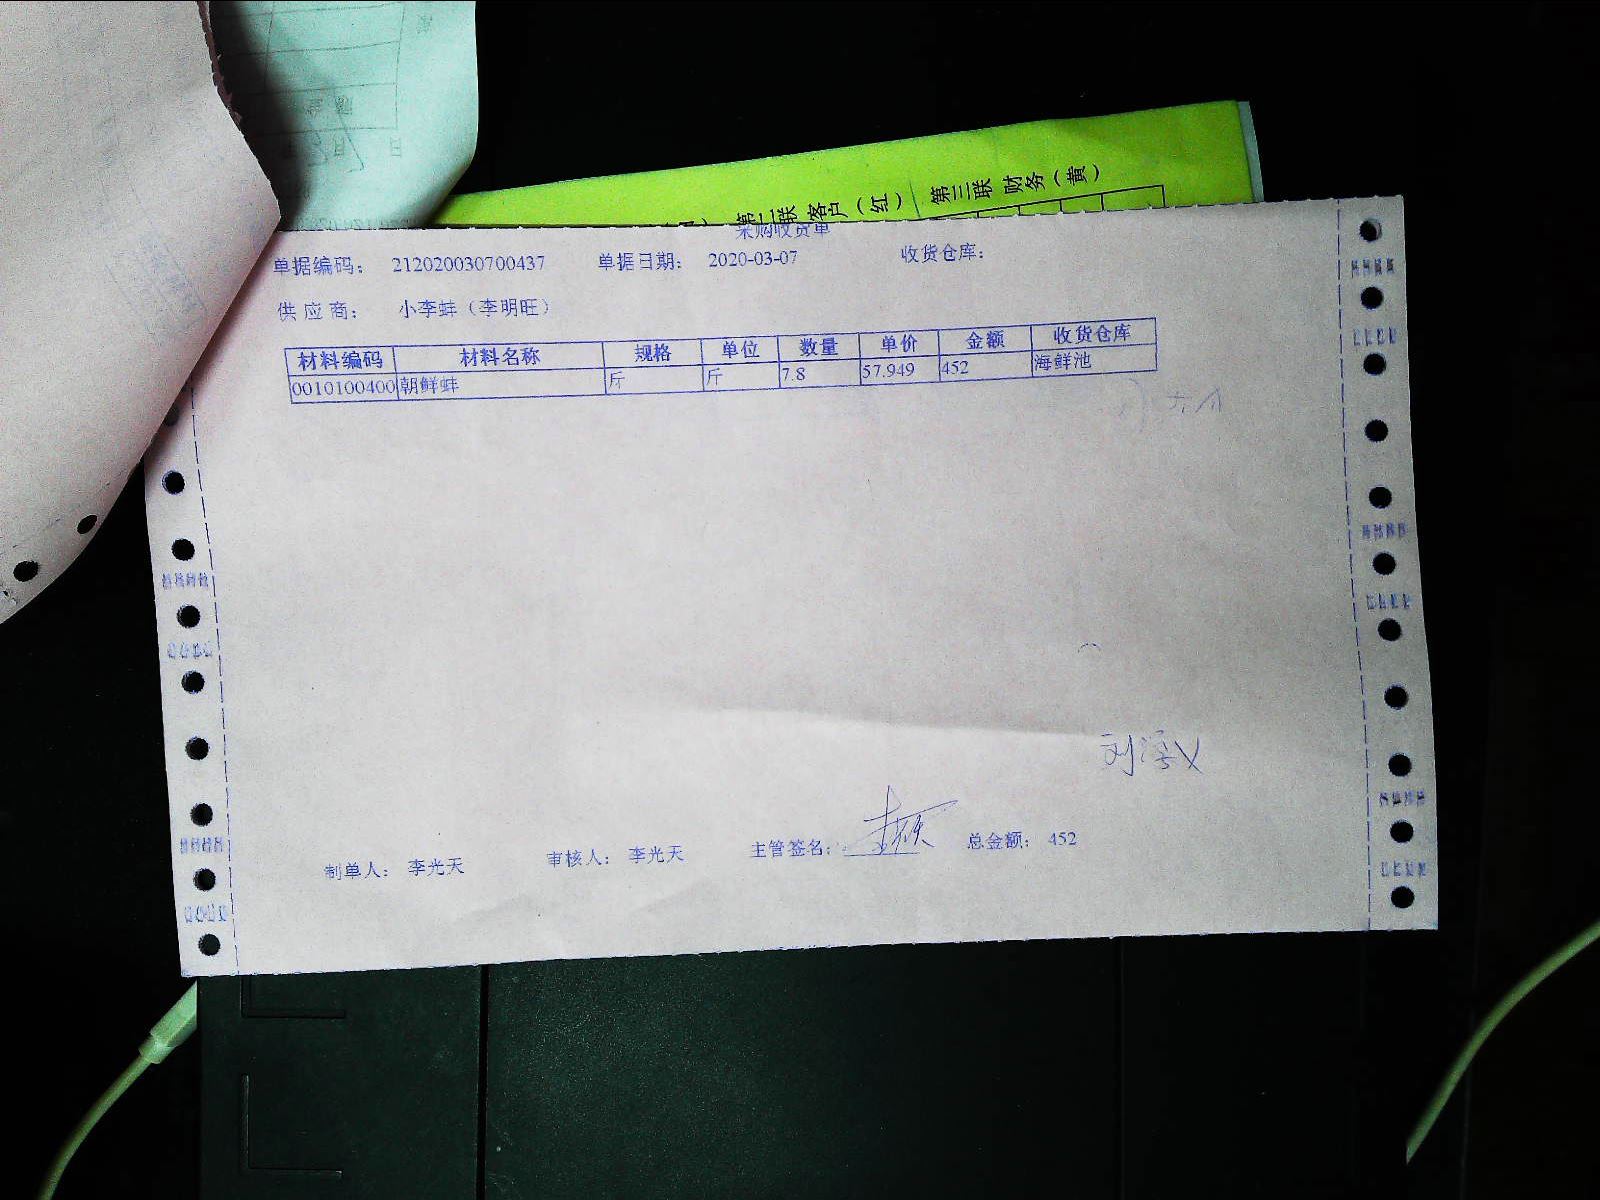 第二联 客户（红） 第三联 财务（黄）
采购收货单
单据编码： 212020030700437 单据日期： 2020-03-07 收货仓库：
供 应 商： 小李蚌（李明旺）
材料编码 材料名称 规格 单位 数量 单价 金额 收货仓库
0010100400 朝鲜蚌 斤 斤 7.8 57.949 452 海鲜池
制单人： 李光天 审核人： 李光天 主管签名： 总金额： 452